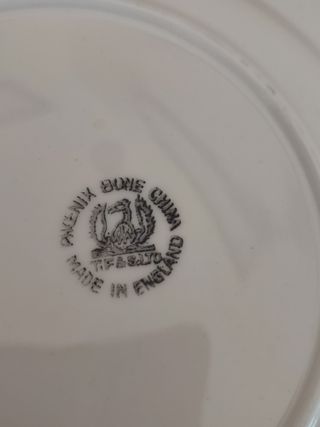 PHOENIX BONE CHINA
T.F & S. LTD
MADE IN ENGLAND